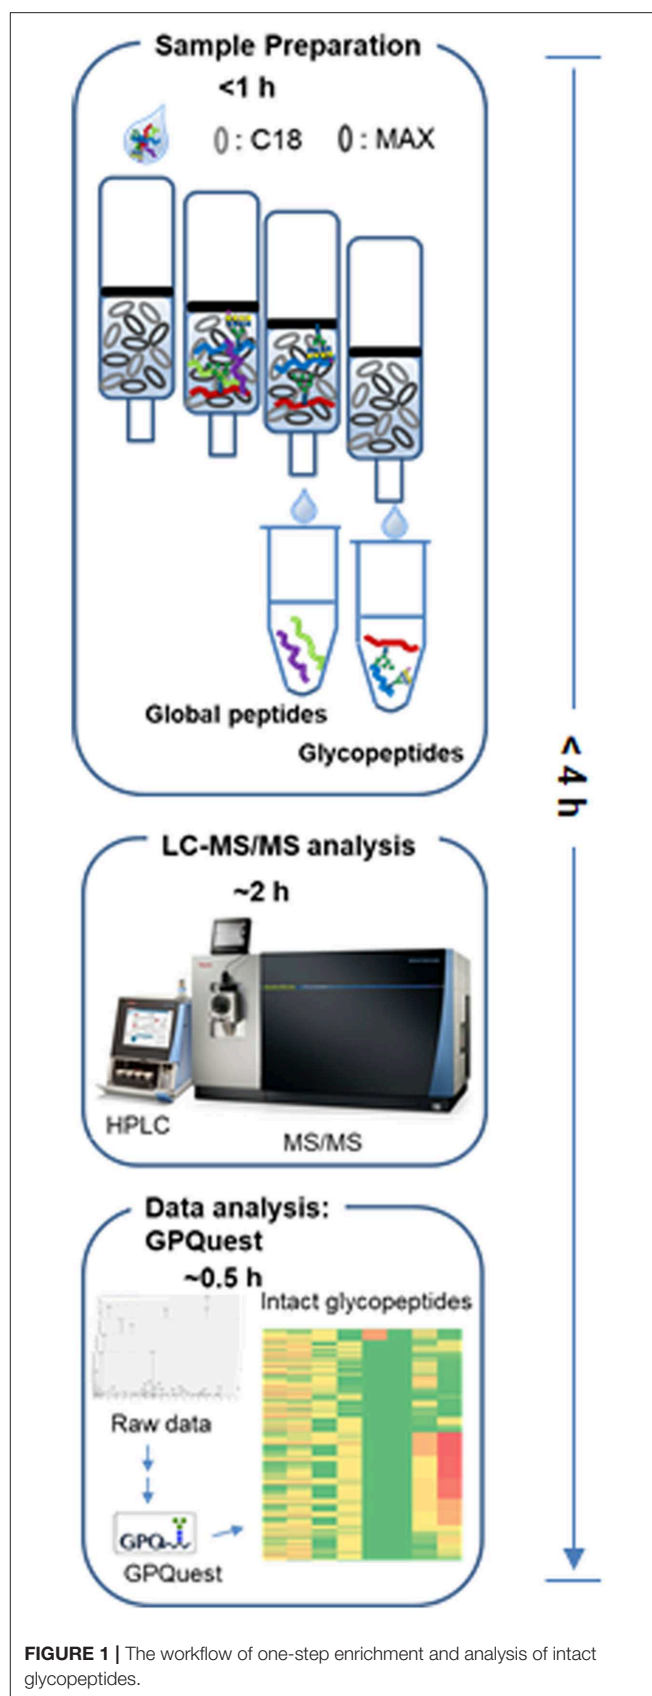 Sample Preparation
<1 h
: C18
: MAX
Global peptides
Glycopeptides
< 4 h
LC-MS/MS analysis
~2 h
HPLC
MS/MS
Data analysis:
GPQuest
~0.5 h
Intact glycopeptides
Raw data
GPQ
GPQuest
FIGURE 1 | The workflow of one-step enrichment and analysis of intact
glycopeptides.